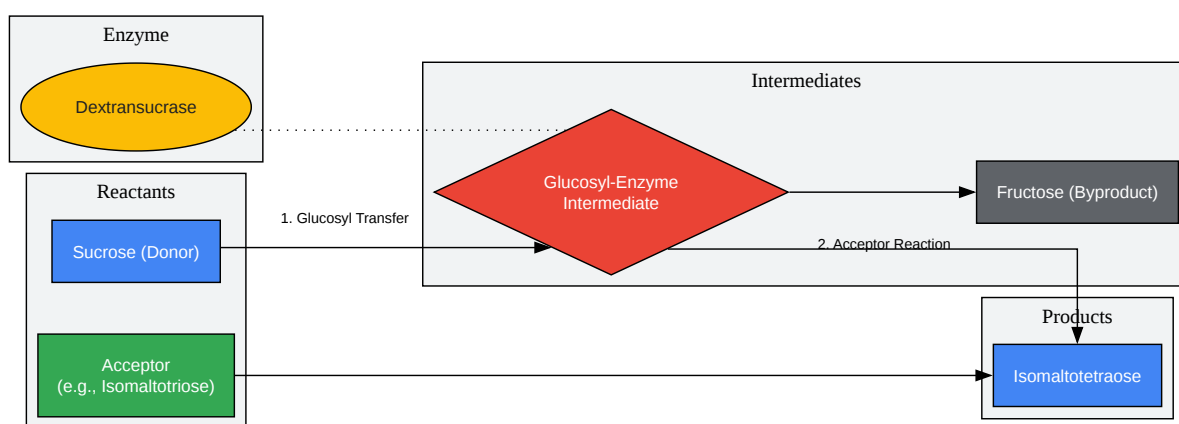 Enzyme
Dextransucrase
Intermediates
Glucosyl-Enzyme
Intermediate
Fructose (Byproduct)
Reactants
1. Glucosyl Transfer
Sucrose (Donor)
2. Acceptor Reaction
Products
Acceptor
(e.g., Isomaltotriose)
Isomaltotetraose